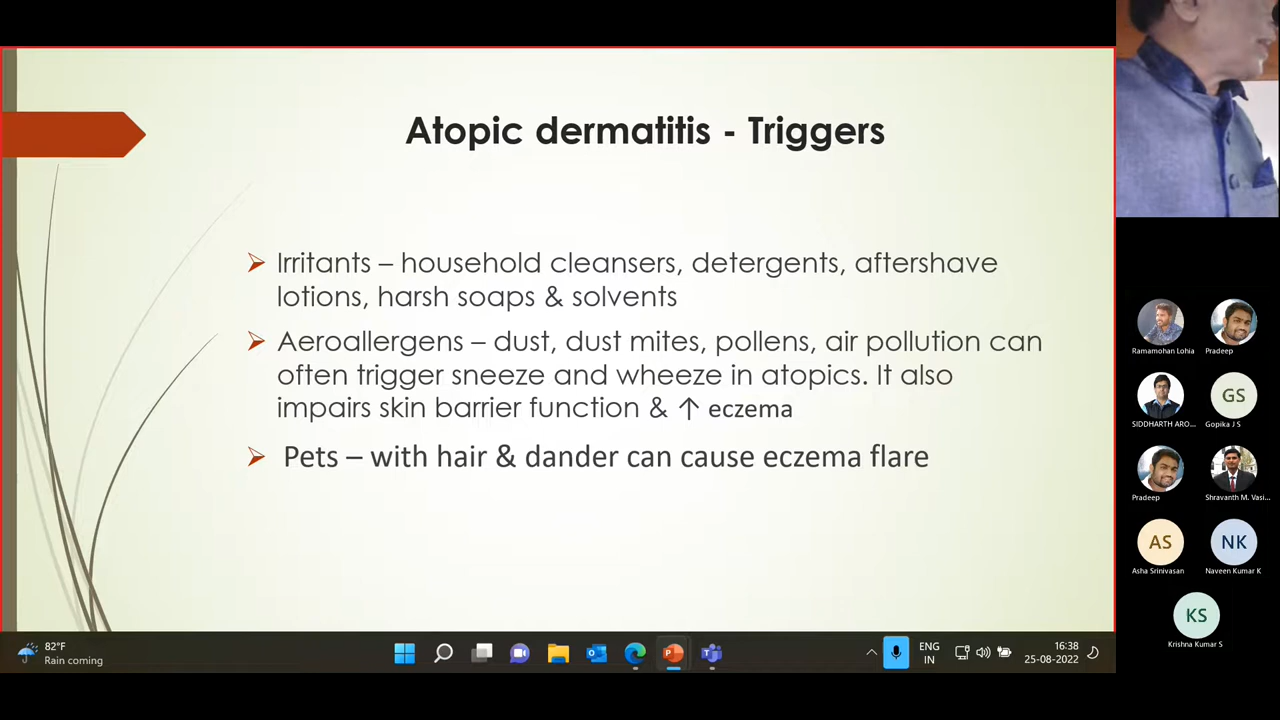 Atopic dermatitis - Triggers
Irritants – household cleansers, detergents, aftershave
lotions, harsh soaps & solvents
Aeroallergens – dust, dust mites, pollens, air pollution can
often trigger sneeze and wheeze in atopics. It also
impairs skin barrier function & ↑ eczema
Pets – with hair & dander can cause eczema flare
Ramamohan Lohia
Pradeep
SIDDHARTH ARO...
GS
Gopika J S
Pradeep
Shravanth M. Vasi...
AS
Asha Srinivasan
NK
Naveen Kumar K
KS
Krishna Kumar S
82°F
Rain coming
ENG
IN
16:38
25-08-2022